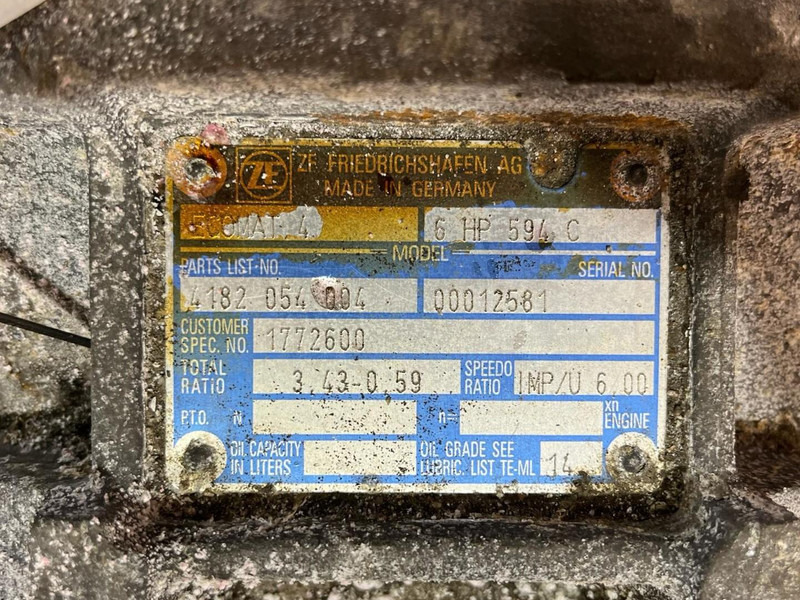 ZF ZF FRIEDRICHSHAFEN AG
MADE IN GERMANY
ECOMAT 4 6 HP 594 C
MODEL
PARTS LIST-NO. SERIAL NO.
4182 054 004 00012581
CUSTOMER
SPEC. NO. 1772600
TOTAL
RATIO 3,43-0,59 SPEEDO
RATIO IMP/U 6,00
P.T.O. N n= xn
ENGINE
OIL CAPACITY
IN LITERS OIL GRADE SEE
LUBRIC. LIST TE-ML 14